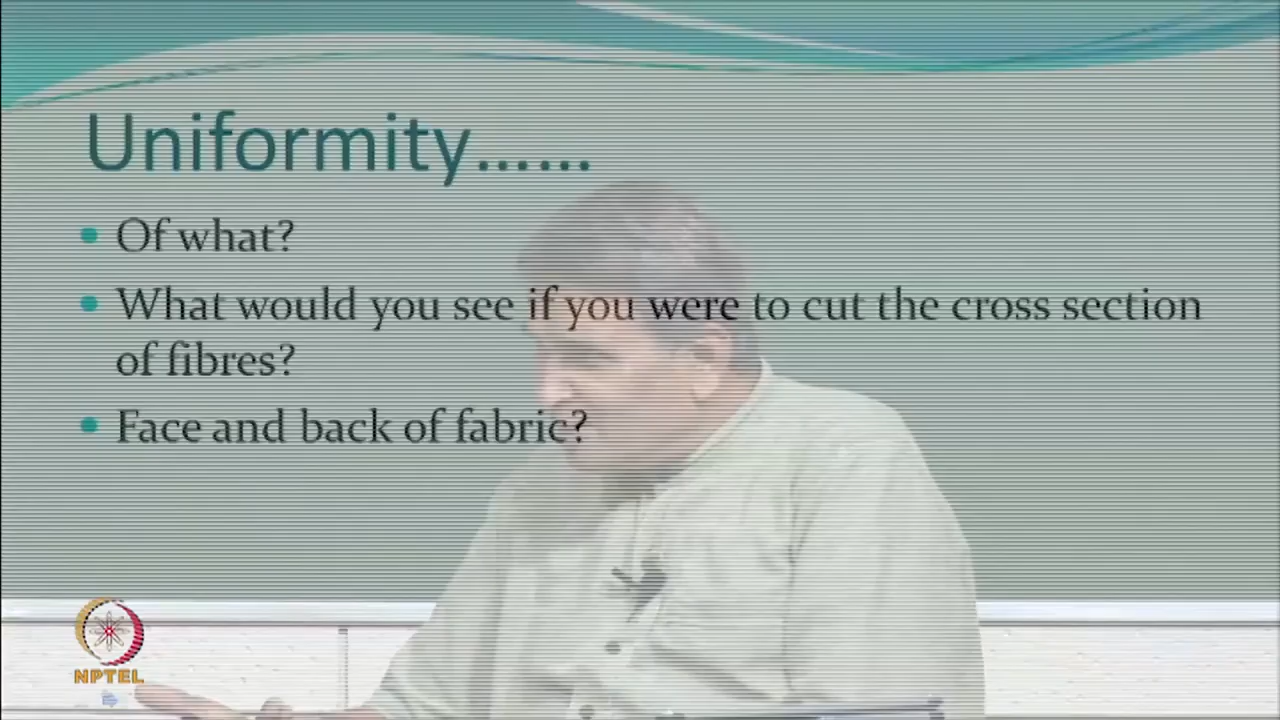 Uniformity......
Of what?
What would you see if you were to cut the cross section
of fibres?
Face and back of fabric?
NPTEL